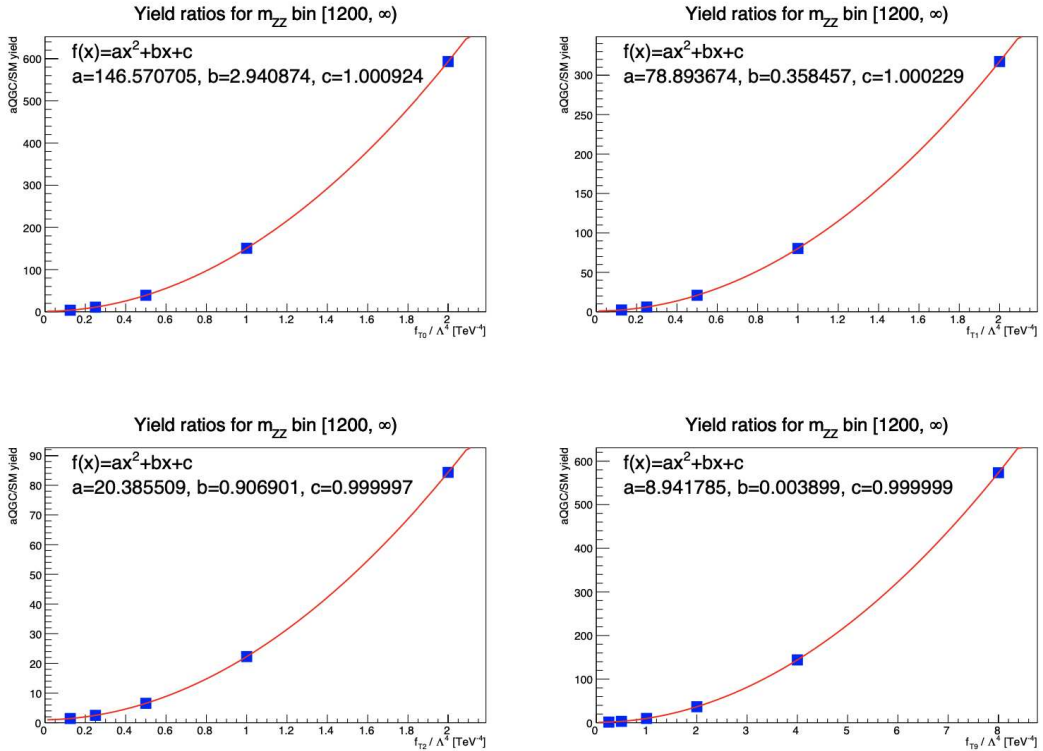 Yield ratios for m_ZZ bin [1200, ∞)
aQGC/SM yield
f(x)=ax²+bx+c
a=146.570705, b=2.940874, c=1.000924
600
500
400
300
200
100
0
0 0.2 0.4 0.6 0.8 1 1.2 1.4 1.6 1.8 2
f_T0 / Λ⁴ [TeV⁻⁴]
Yield ratios for m_ZZ bin [1200, ∞)
aQGC/SM yield
f(x)=ax²+bx+c
a=78.893674, b=0.358457, c=1.000229
300
250
200
150
100
50
0
0 0.2 0.4 0.6 0.8 1 1.2 1.4 1.6 1.8 2
f_T1 / Λ⁴ [TeV⁻⁴]
Yield ratios for m_ZZ bin [1200, ∞)
aQGC/SM yield
f(x)=ax²+bx+c
a=20.385509, b=0.906901, c=0.999997
90
80
70
60
50
40
30
20
10
0
0 0.2 0.4 0.6 0.8 1 1.2 1.4 1.6 1.8 2
f_T2 / Λ⁴ [TeV⁻⁴]
Yield ratios for m_ZZ bin [1200, ∞)
aQGC/SM yield
f(x)=ax²+bx+c
a=8.941785, b=0.003899, c=0.999999
600
500
400
300
200
100
0
0 1 2 3 4 5 6 7 8
f_T9 / Λ⁴ [TeV⁻⁴]